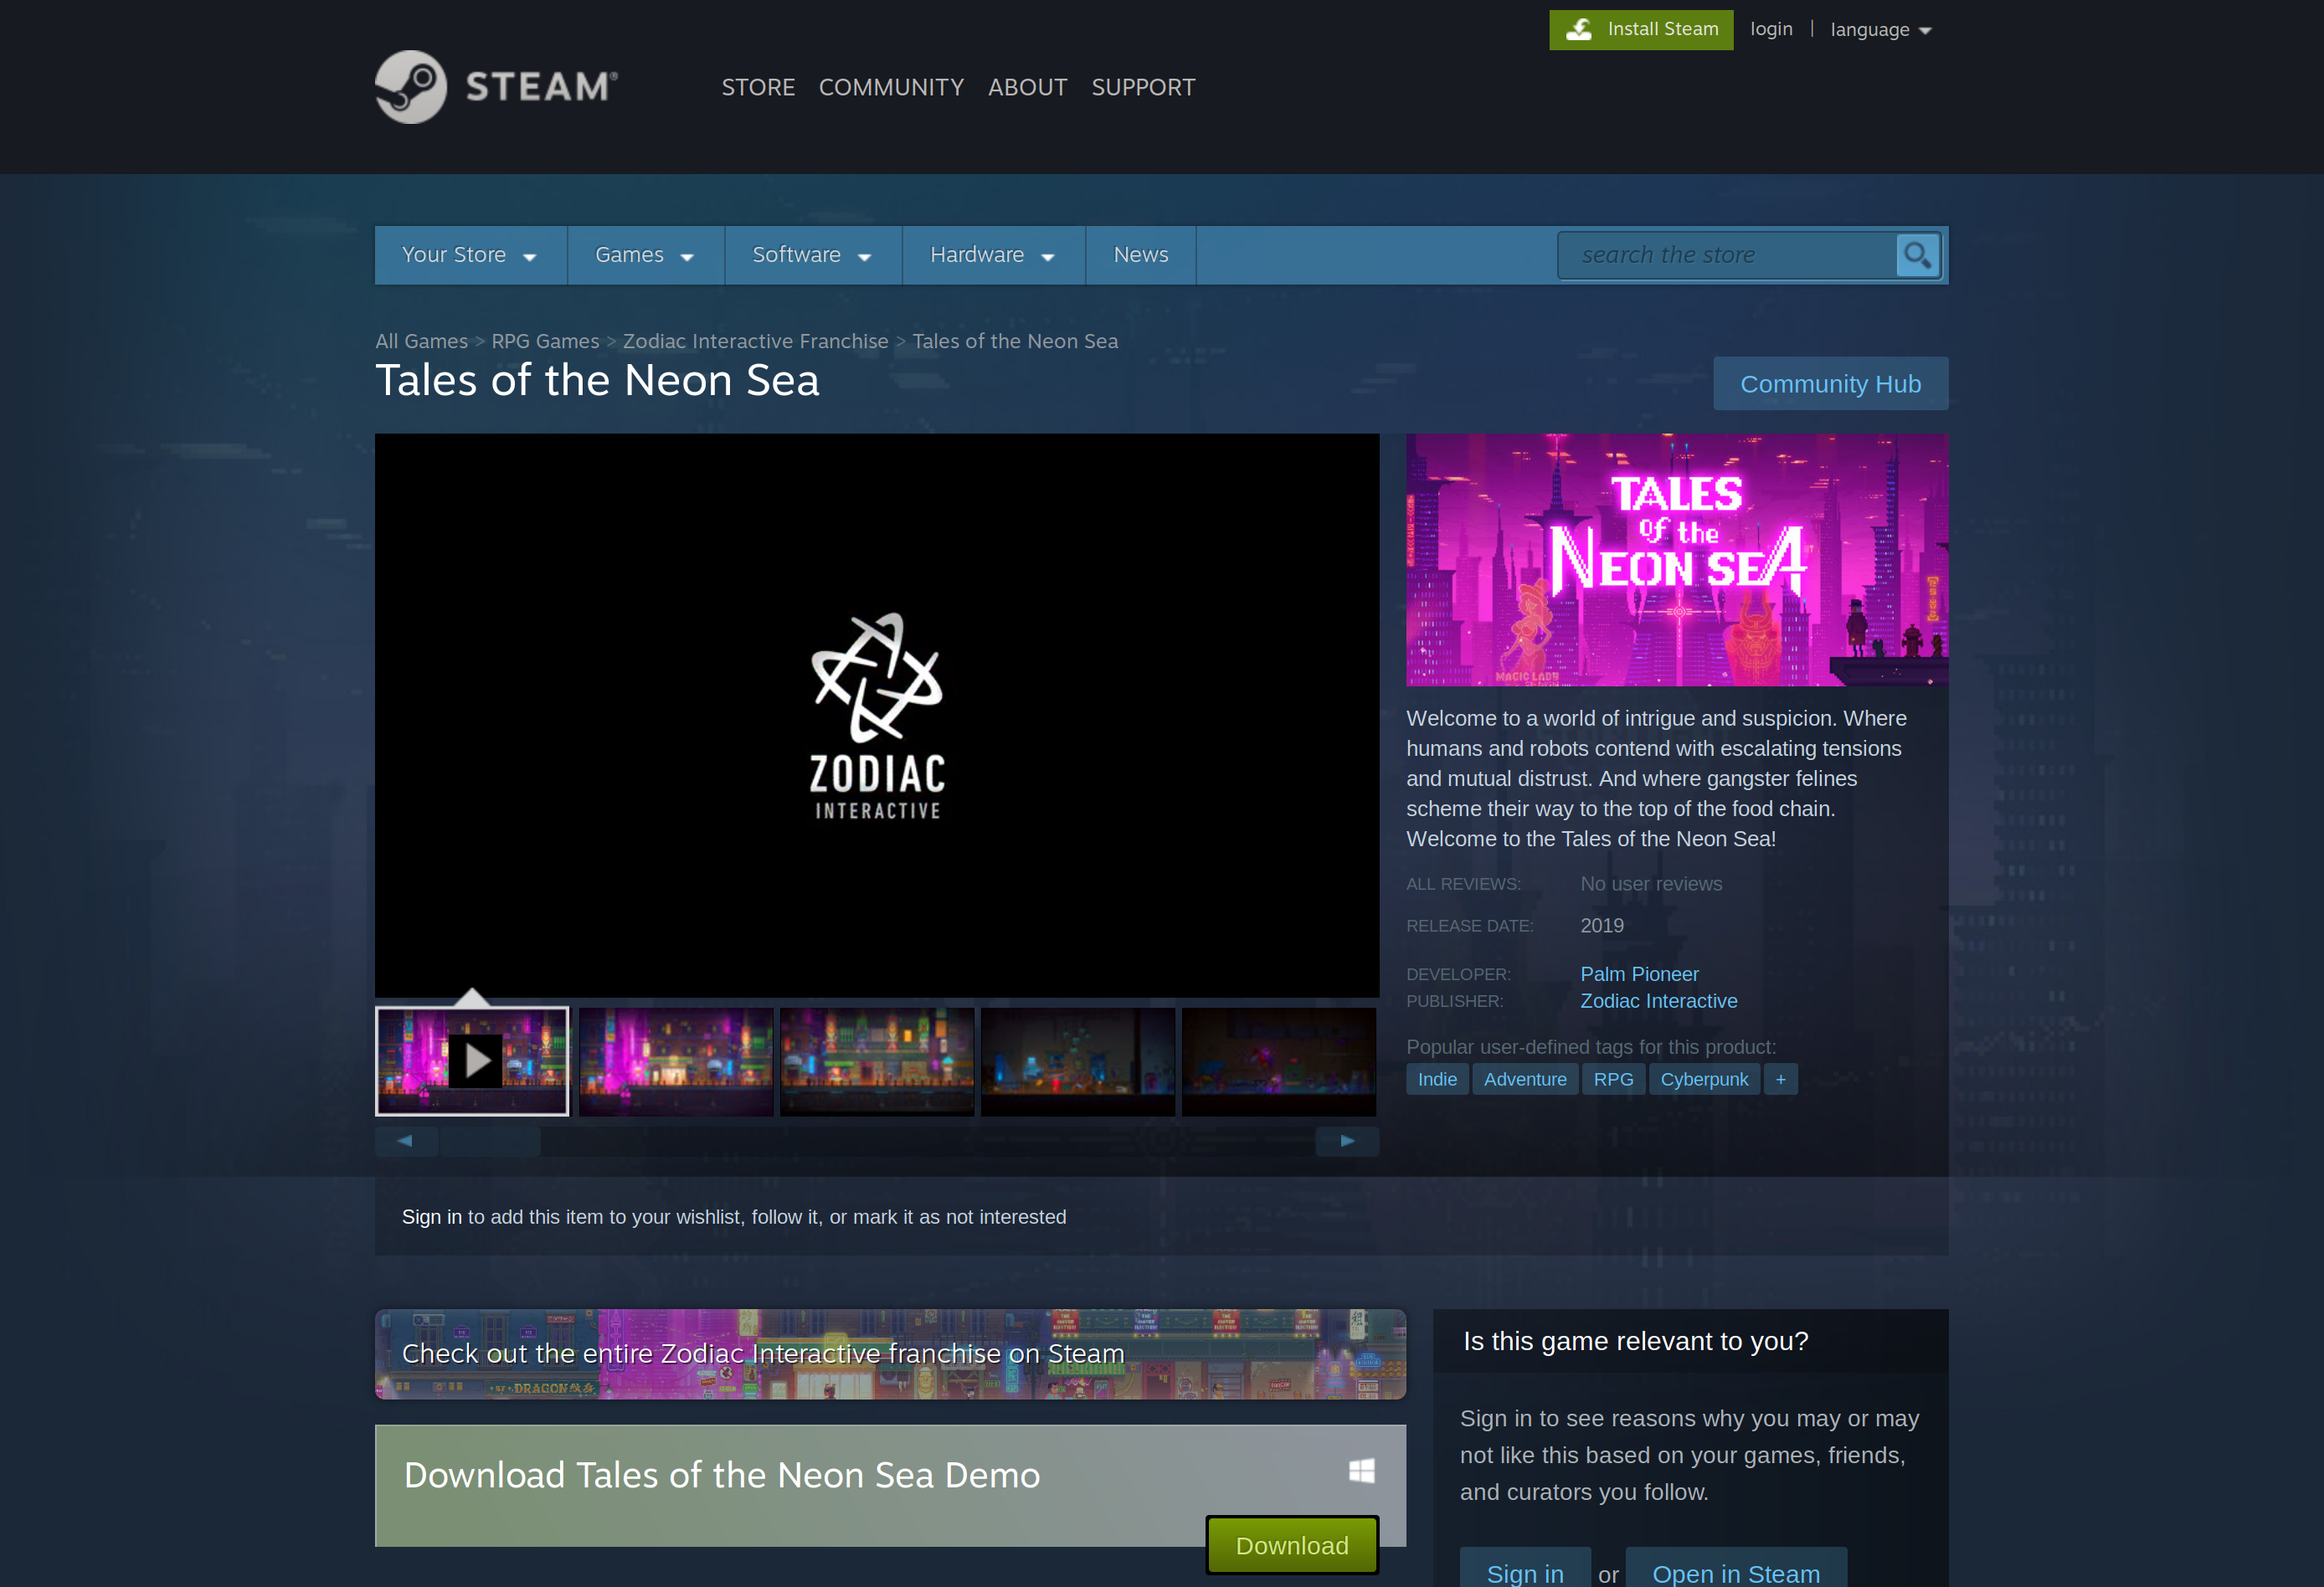 Install Steam
login | language
STEAM®
STORE COMMUNITY ABOUT SUPPORT
Your Store Games Software Hardware News
search the store
All Games > RPG Games > Zodiac Interactive Franchise > Tales of the Neon Sea
Tales of the Neon Sea
Community Hub
ZODIAC
INTERACTIVE
TALES
Of the
NEON SEA
MAGIC LADY
Welcome to a world of intrigue and suspicion. Where
humans and robots contend with escalating tensions
and mutual distrust. And where gangster felines
scheme their way to the top of the food chain.
Welcome to the Tales of the Neon Sea!
ALL REVIEWS: No user reviews
RELEASE DATE: 2019
DEVELOPER: Palm Pioneer
PUBLISHER: Zodiac Interactive
Popular user-defined tags for this product:
Indie Adventure RPG Cyberpunk +
Sign in to add this item to your wishlist, follow it, or mark it as not interested
Check out the entire Zodiac Interactive franchise on Steam
DRAGON
Download Tales of the Neon Sea Demo
Download
Is this game relevant to you?
Sign in to see reasons why you may or may
not like this based on your games, friends,
and curators you follow.
Sign in or Open in Steam